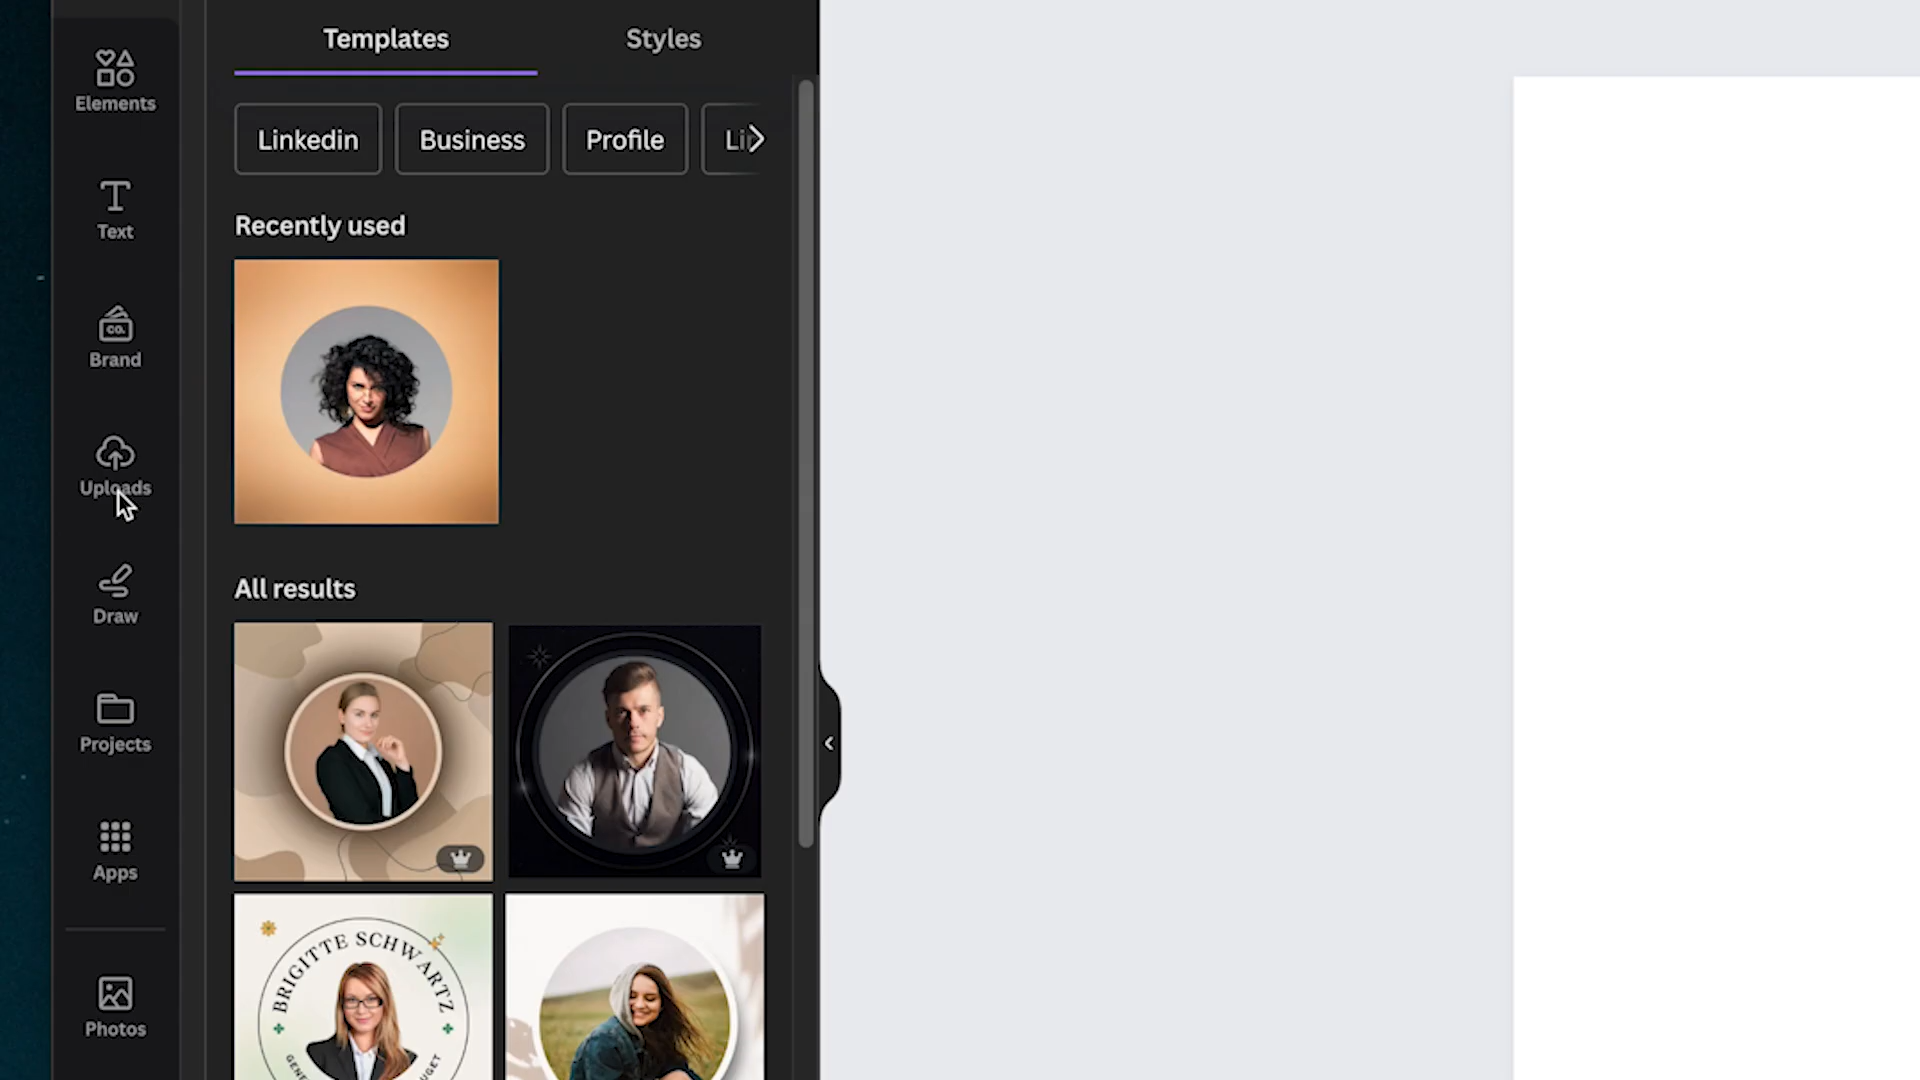 Templates
Styles
Elements
Linkedin
Business
Profile
Text
Recently used
CO.
Brand
Uploads
All results
Draw
Projects
Apps
BRIGITTE SCHWARTZ
Photos